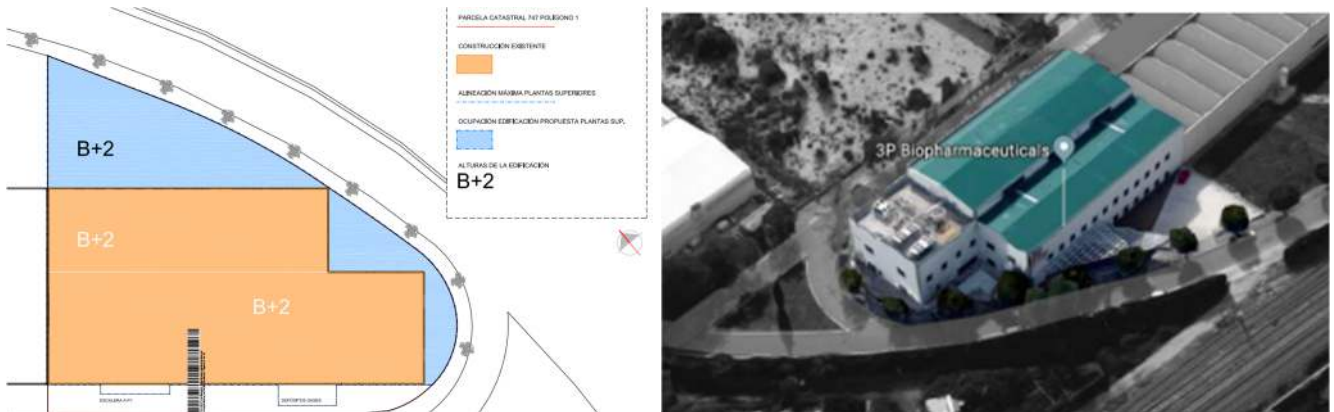 PARCELA CATASTRAL 747 POLÍGONO 1
CONSTRUCCIÓN EXISTENTE
ALINEACIÓN MÁXIMA PLANTAS SUPERIORES
OCUPACIÓN EDIFICACIÓN PROPUESTA PLANTAS SUP.
ALTURAS DE LA EDIFICACIÓN
B+2
B+2
B+2
B+2
3P Biopharmaceuticals